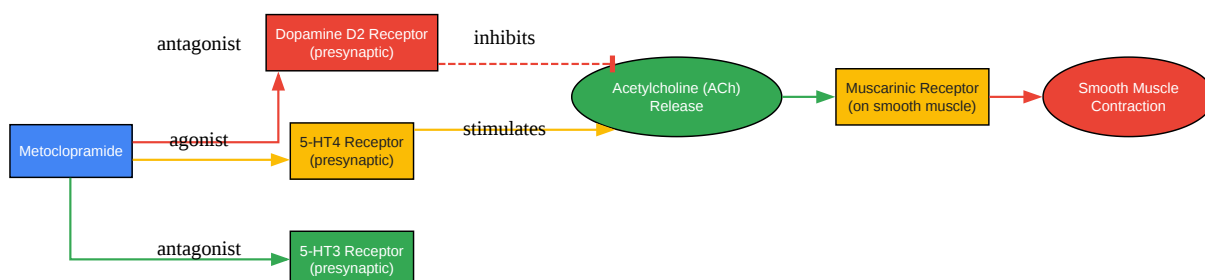 antagonist
Dopamine D2 Receptor
(presynaptic)
inhibits
Acetylcholine (ACh)
Release
Muscarinic Receptor
(on smooth muscle)
Smooth Muscle
Contraction
Metoclopramide
agonist
5-HT4 Receptor
(presynaptic)
stimulates
antagonist
5-HT3 Receptor
(presynaptic)